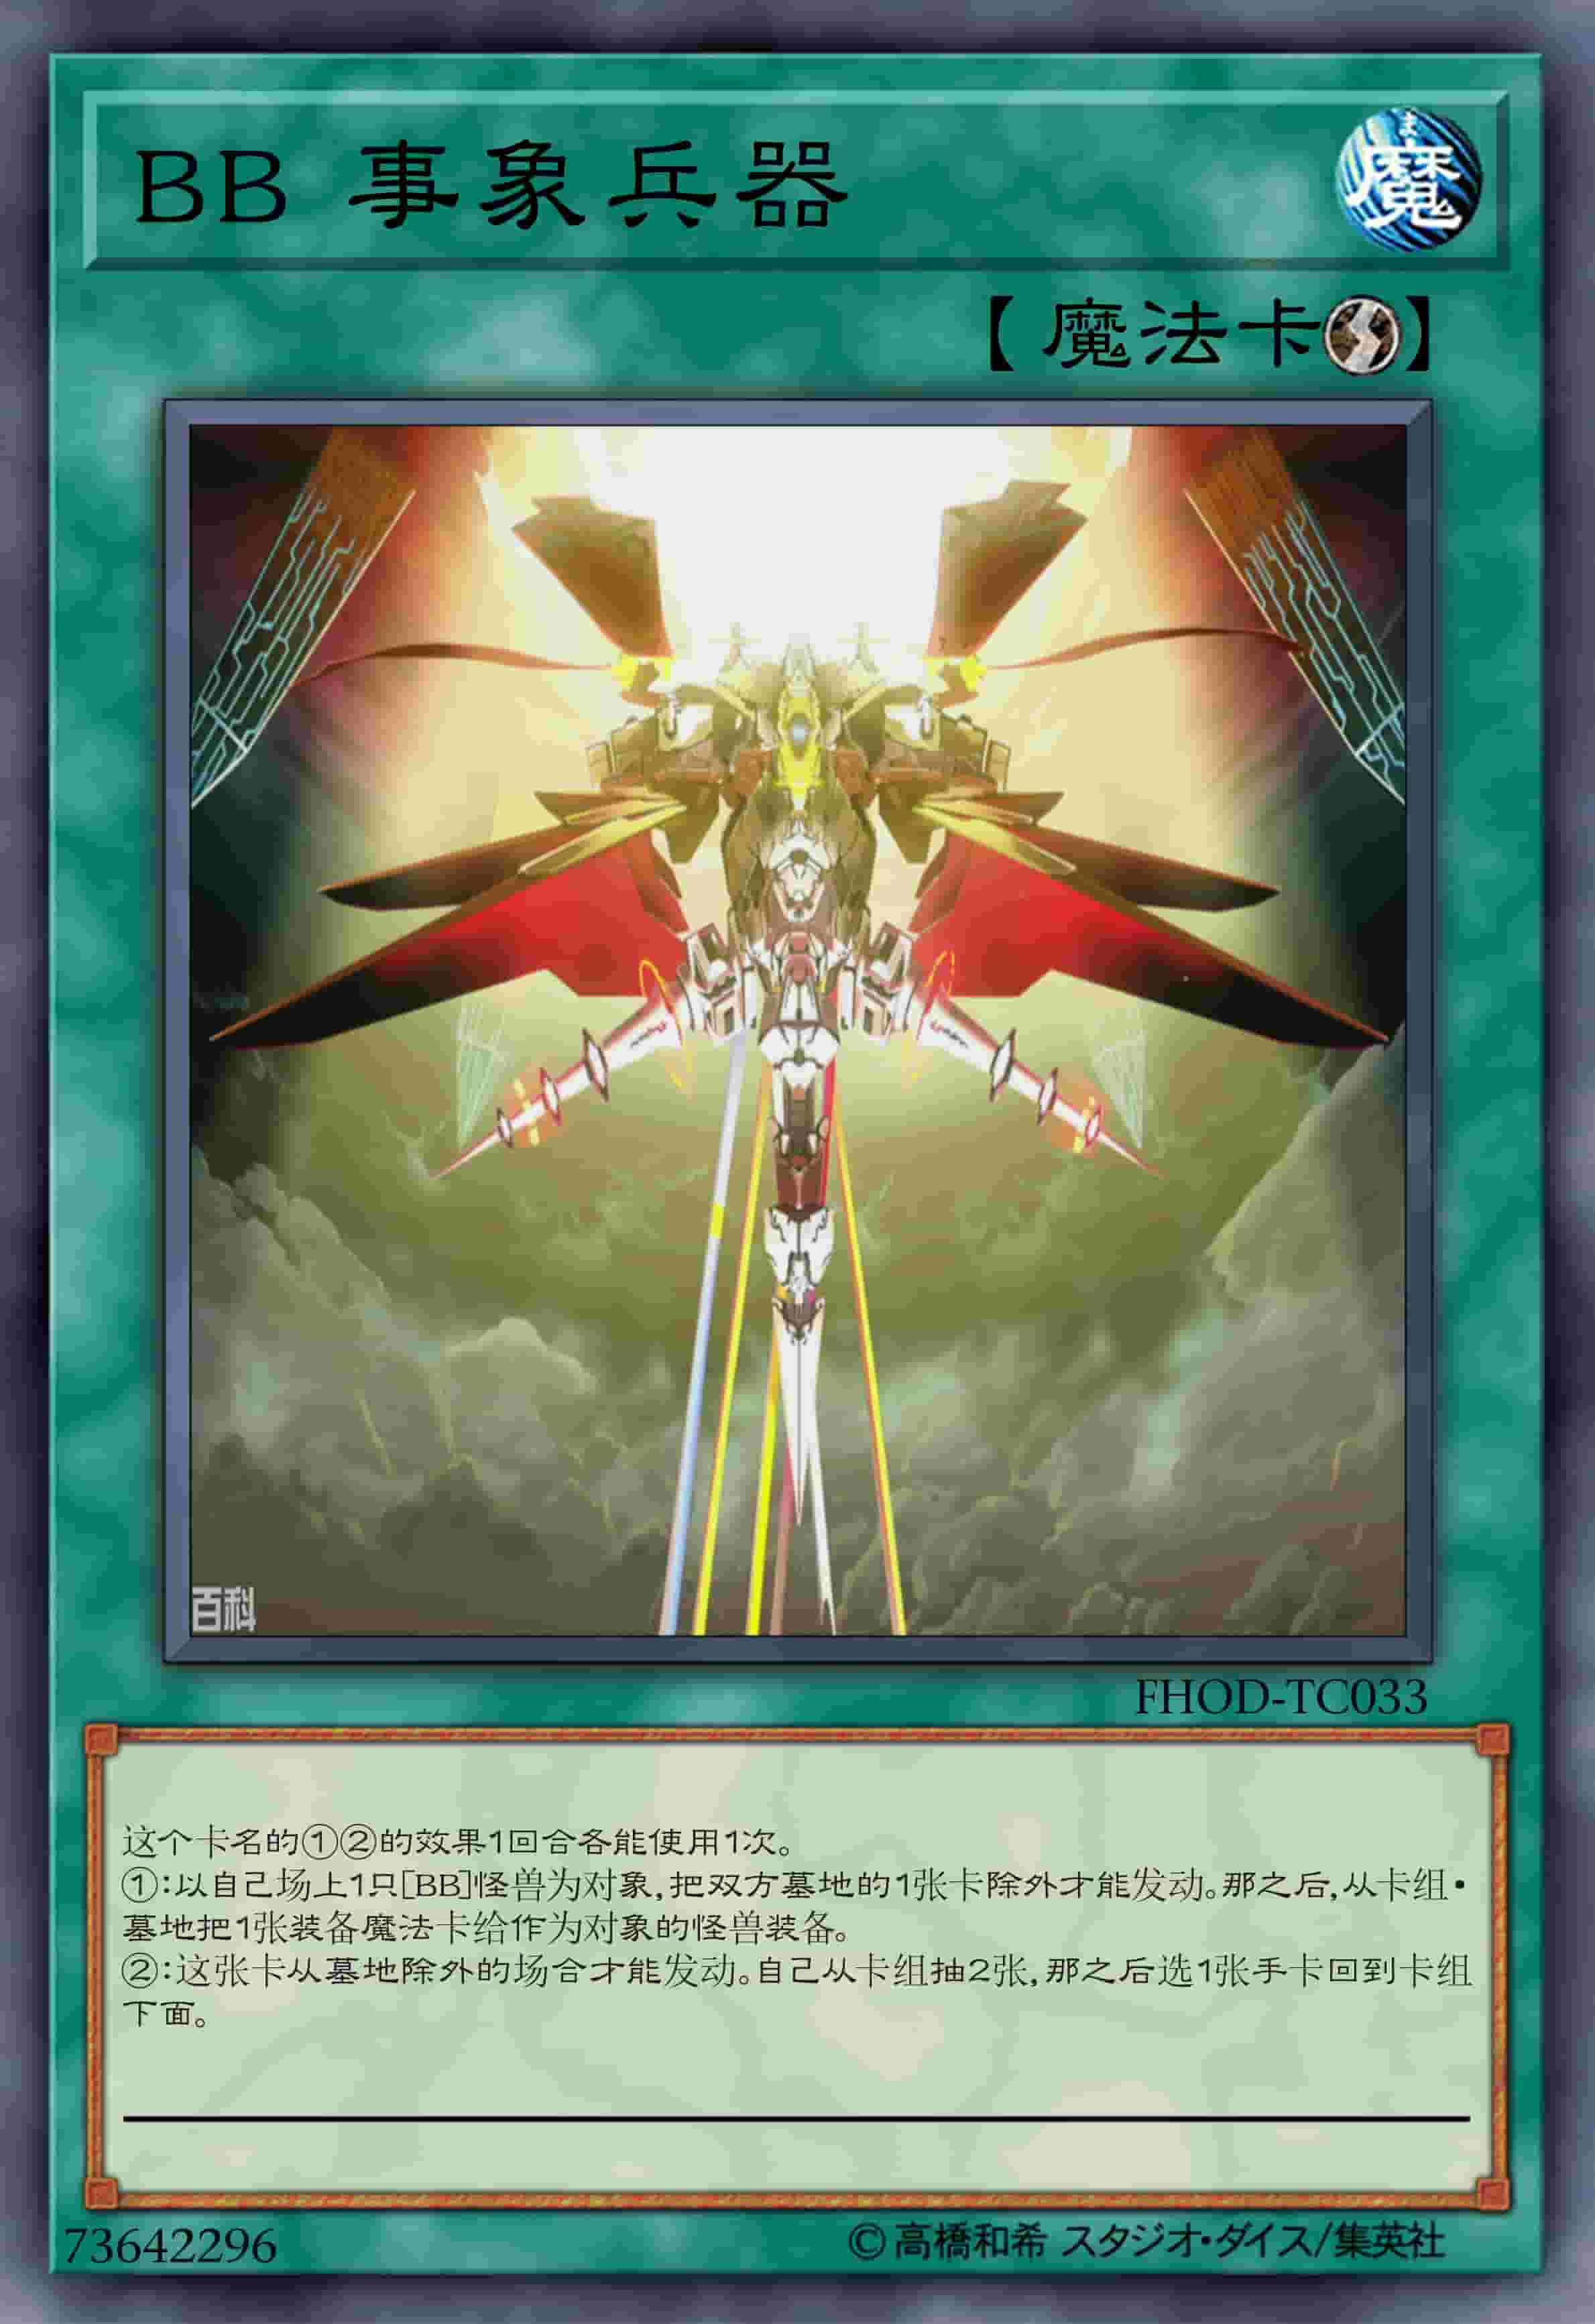 BB 事象兵器
ま
魔
【 魔法卡】
百科
FHOD-TC033
这个卡名的①②的效果1回合各能使用1次。
①:以自己场上1只[BB]怪兽为对象,把双方墓地的1张卡除外才能发动。那之后,从卡组·
墓地把1张装备魔法卡给作为对象的怪兽装备。
②:这张卡从墓地除外的场合才能发动。自己从卡组抽2张,那之后选1张手卡回到卡组
下面。
73642296
©高橋和希 スタジオ·ダイス/集英社